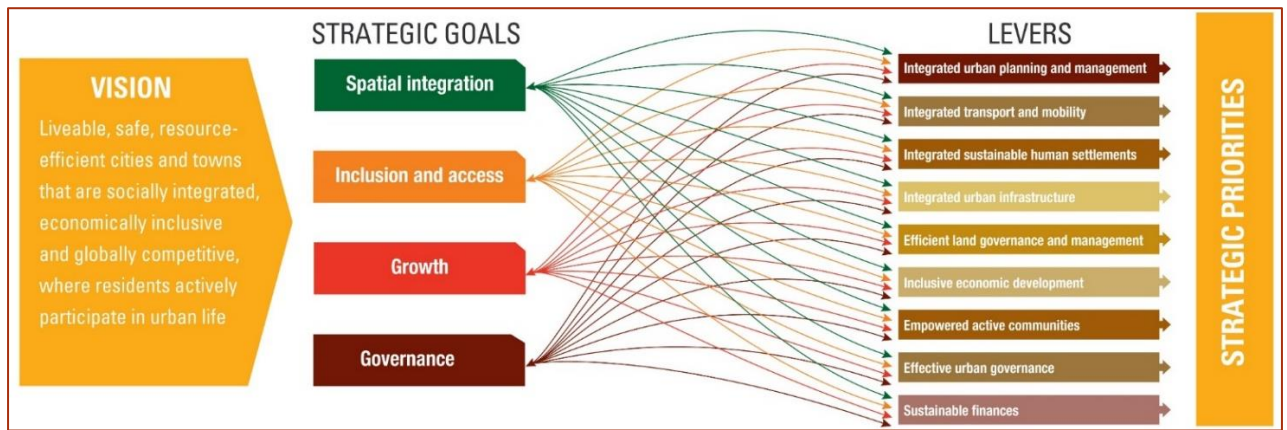 VISION
Liveable, safe, resource-
efficient cities and towns
that are socially integrated,
economically inclusive
and globally competitive,
where residents actively
participate in urban life
STRATEGIC GOALS
Spatial integration
Inclusion and access
Growth
Governance
LEVERS
Integrated urban planning and management
Integrated transport and mobility
Integrated sustainable human settlements
Integrated urban infrastructure
Efficient land governance and management
Inclusive economic development
Empowered active communities
Effective urban governance
Sustainable finances
STRATEGIC PRIORITIES